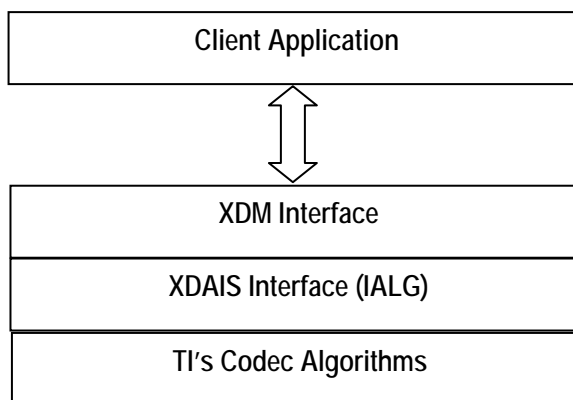 Client Application
XDM Interface
XDAIS Interface (IALG)
TI's Codec Algorithms